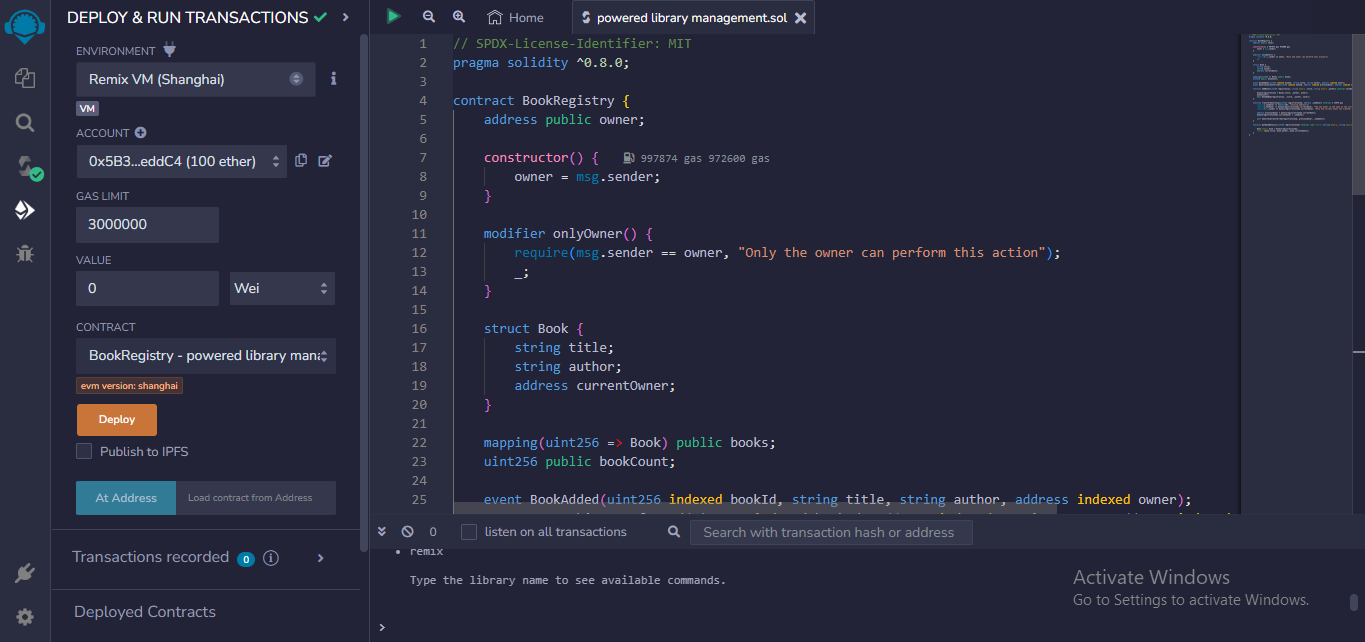 DEPLOY & RUN TRANSACTIONS
ENVIRONMENT
Remix VM (Shanghai)
VM
ACCOUNT
0x5B3...eddC4 (100 ether)
GAS LIMIT
3000000
VALUE
0
Wei
CONTRACT
BookRegistry - powered library mana
evm version: shanghai
Deploy
Publish to IPFS
At Address
Load contract from Address
Transactions recorded 0 i
Deployed Contracts
Home
powered library management.sol
1 // SPDX-License-Identifier: MIT
2 pragma solidity ^0.8.0;
3
4 contract BookRegistry {
5 address public owner;
6
7 constructor() { 997874 gas 972600 gas
8 owner = msg.sender;
9 }
10
11 modifier onlyOwner() {
12 require(msg.sender == owner, "Only the owner can perform this action");
13 _;
14 }
15
16 struct Book {
17 string title;
18 string author;
19 address currentOwner;
20 }
21
22 mapping(uint256 => Book) public books;
23 uint256 public bookCount;
24
25 event BookAdded(uint256 indexed bookId, string title, string author, address indexed owner);
0
listen on all transactions
Search with transaction hash or address
• remix
Type the library name to see available commands.
>
Activate Windows
Go to Settings to activate Windows.